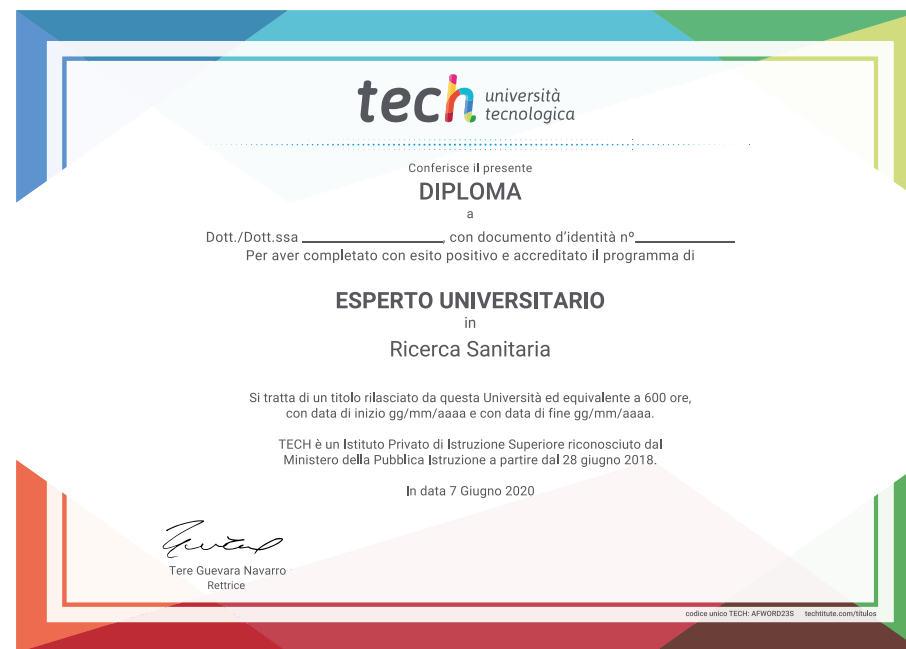 tech università
tecnologica
Conferisce il presente
DIPLOMA
a
Dott./Dott.ssa ____________________, con documento d'identità nº______________
Per aver completato con esito positivo e accreditato il programma di
ESPERTO UNIVERSITARIO
in
Ricerca Sanitaria
Si tratta di un titolo rilasciato da questa Università ed equivalente a 600 ore,
con data di inizio gg/mm/aaaa e con data di fine gg/mm/aaaa.
TECH è un Istituto Privato di Istruzione Superiore riconosciuto dal
Ministero della Pubblica Istruzione a partire dal 28 giugno 2018.
In data 7 Giugno 2020
Tere Guevara Navarro
Rettrice
codice unico TECH: AFWORD23S techtitute.com/titulos